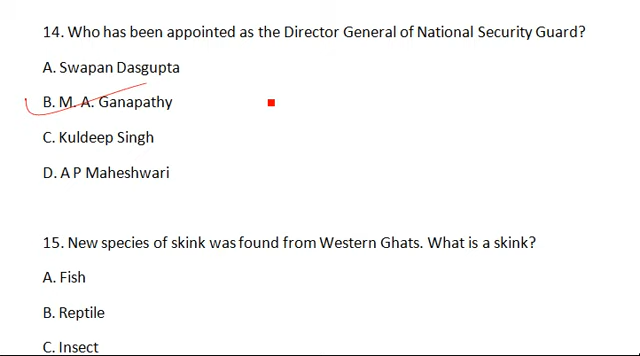 14. Who has been appointed as the Director General of National Security Guard?
A. Swapan Dasgupta
B. M. A. Ganapathy
C. Kuldeep Singh
D. A P Maheshwari
15. New species of skink was found from Western Ghats. What is a skink?
A. Fish
B. Reptile
C. Insect